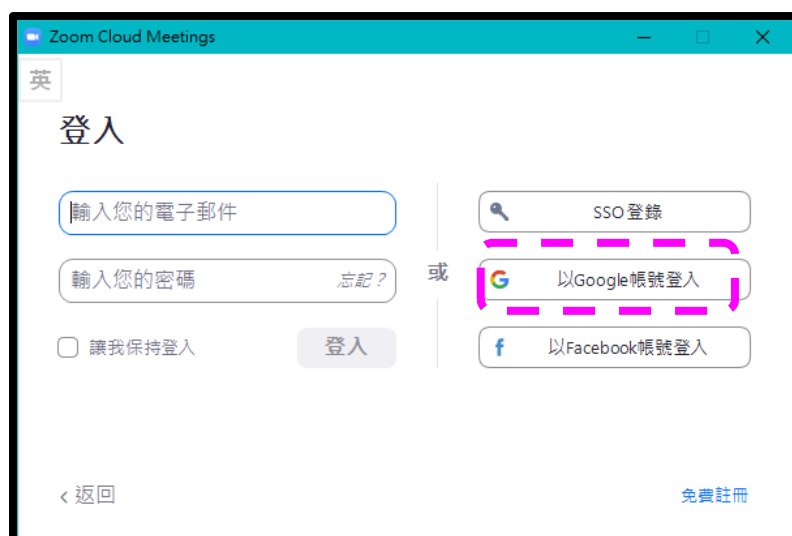 Zoom Cloud Meetings
英
登入
輸入您的電子郵件
輸入您的密碼 忘記？
讓我保持登入 登入
或
SSO登錄
以Google帳號登入
以Facebook帳號登入
返回
免費註冊